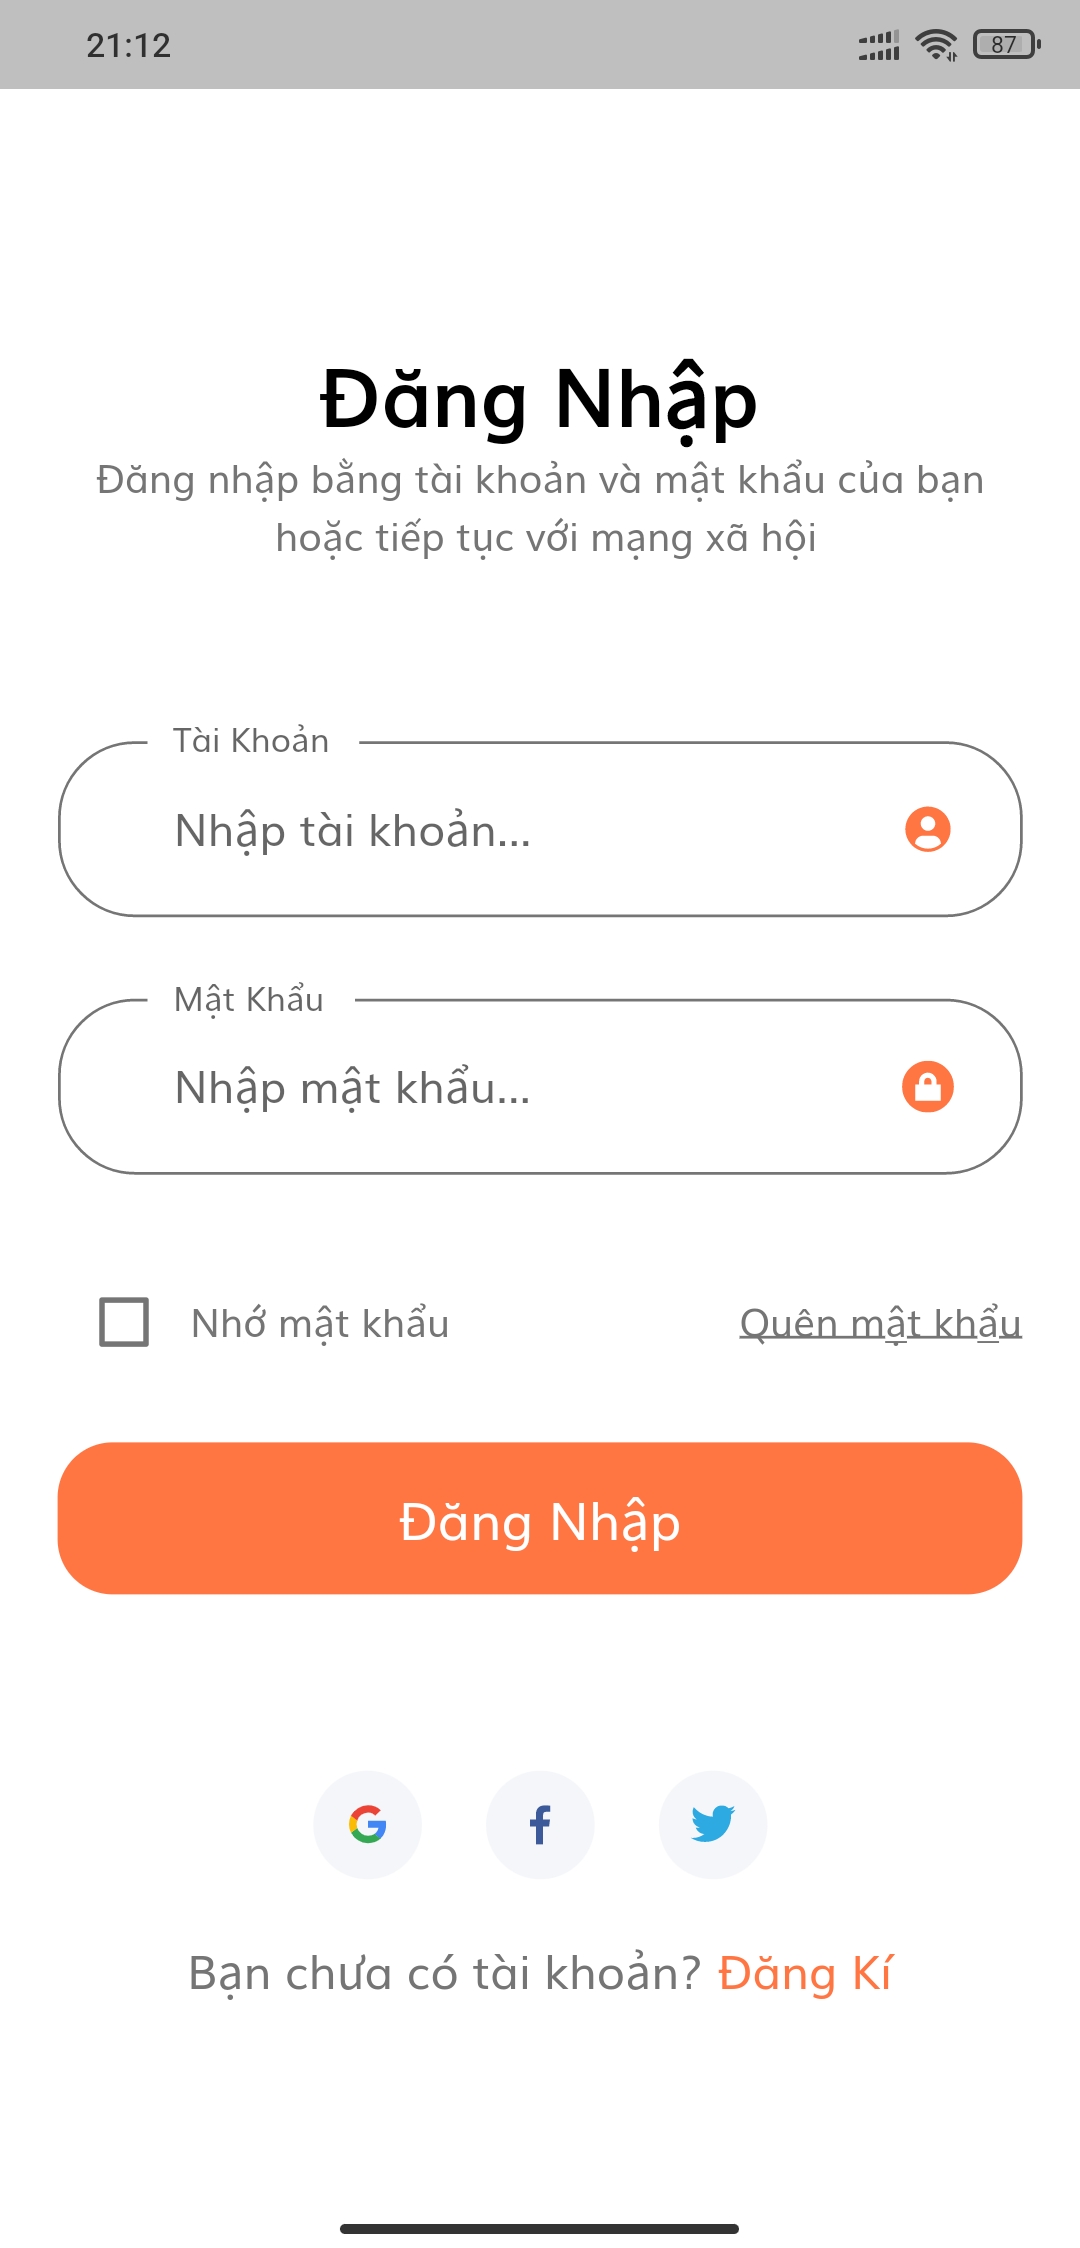 21:12
87
Đăng Nhập
Đăng nhập bằng tài khoản và mật khẩu của bạn
hoặc tiếp tục với mạng xã hội
Tài Khoản
Nhập tài khoản...
Mật Khẩu
Nhập mật khẩu...
Nhớ mật khẩu
Quên mật khẩu
Đăng Nhập
Bạn chưa có tài khoản? Đăng Kí